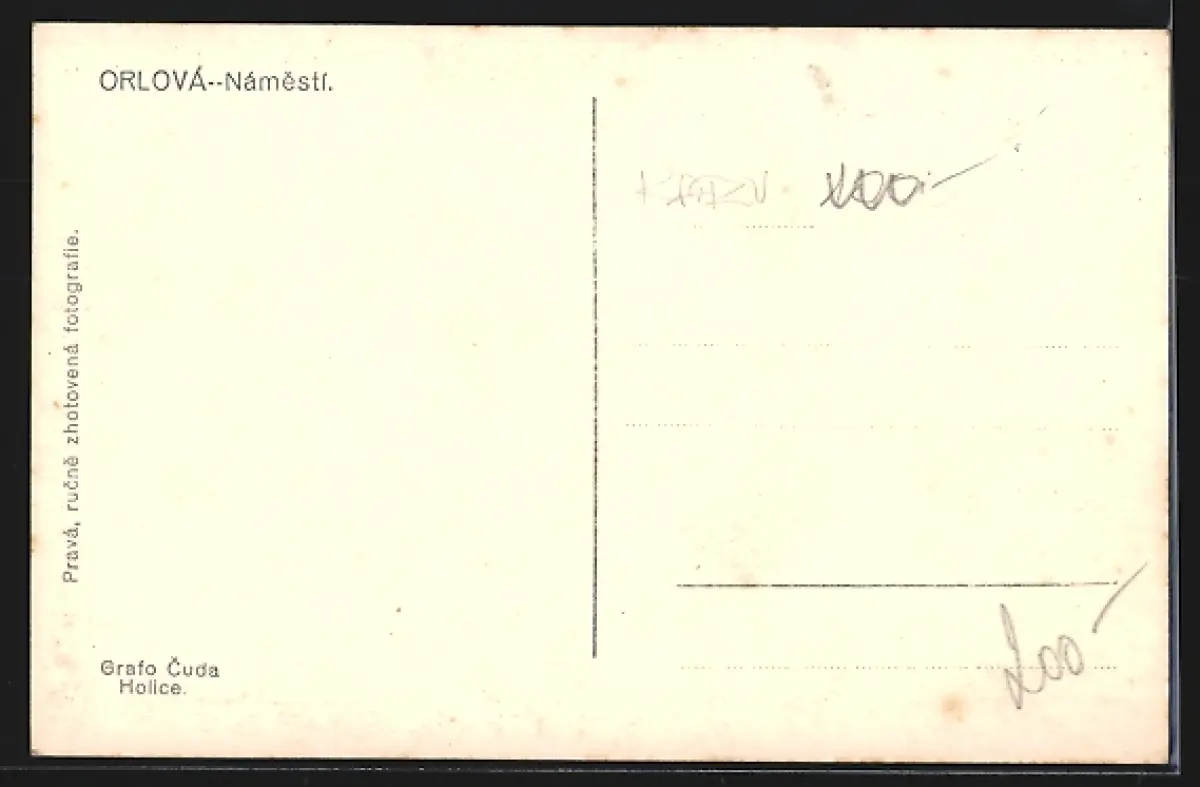 ORLOVÁ--Náměstí.
Pravá, ručně zhotovená fotografie.
Grafo Čuda
Holice.